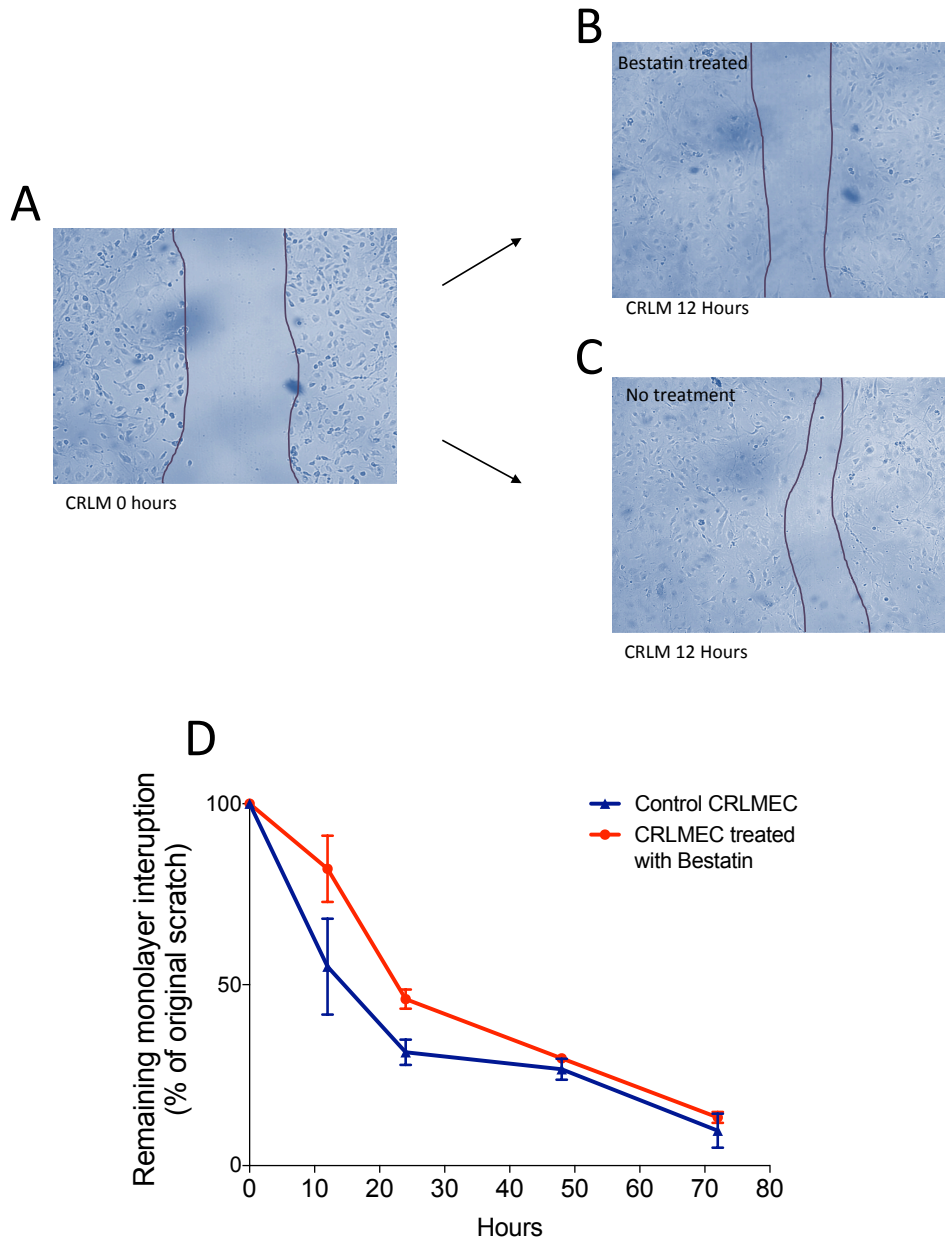 A
CRLM 0 hours
B
Bestatin treated
CRLM 12 Hours
C
No treatment
CRLM 12 Hours
D
Remaining monolayer interuption
(% of original scratch)
100
50
0
0 10 20 30 40 50 60 70 80
Hours
Control CRLMEC
CRLMEC treated
with Bestatin